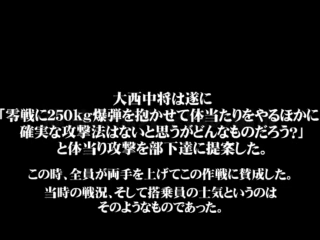 大西中将は遂に
「零戦に250kg爆弾を抱かせて体当たりをやるほかに
確実な攻撃法はないと思うがどんなものだろう?」
と体当り攻撃を部下達に提案した。
この時、全員が両手を上げてこの作戦に賛成した。
当時の戦況、そして搭乗員の士気というのは
そのようなものであった。